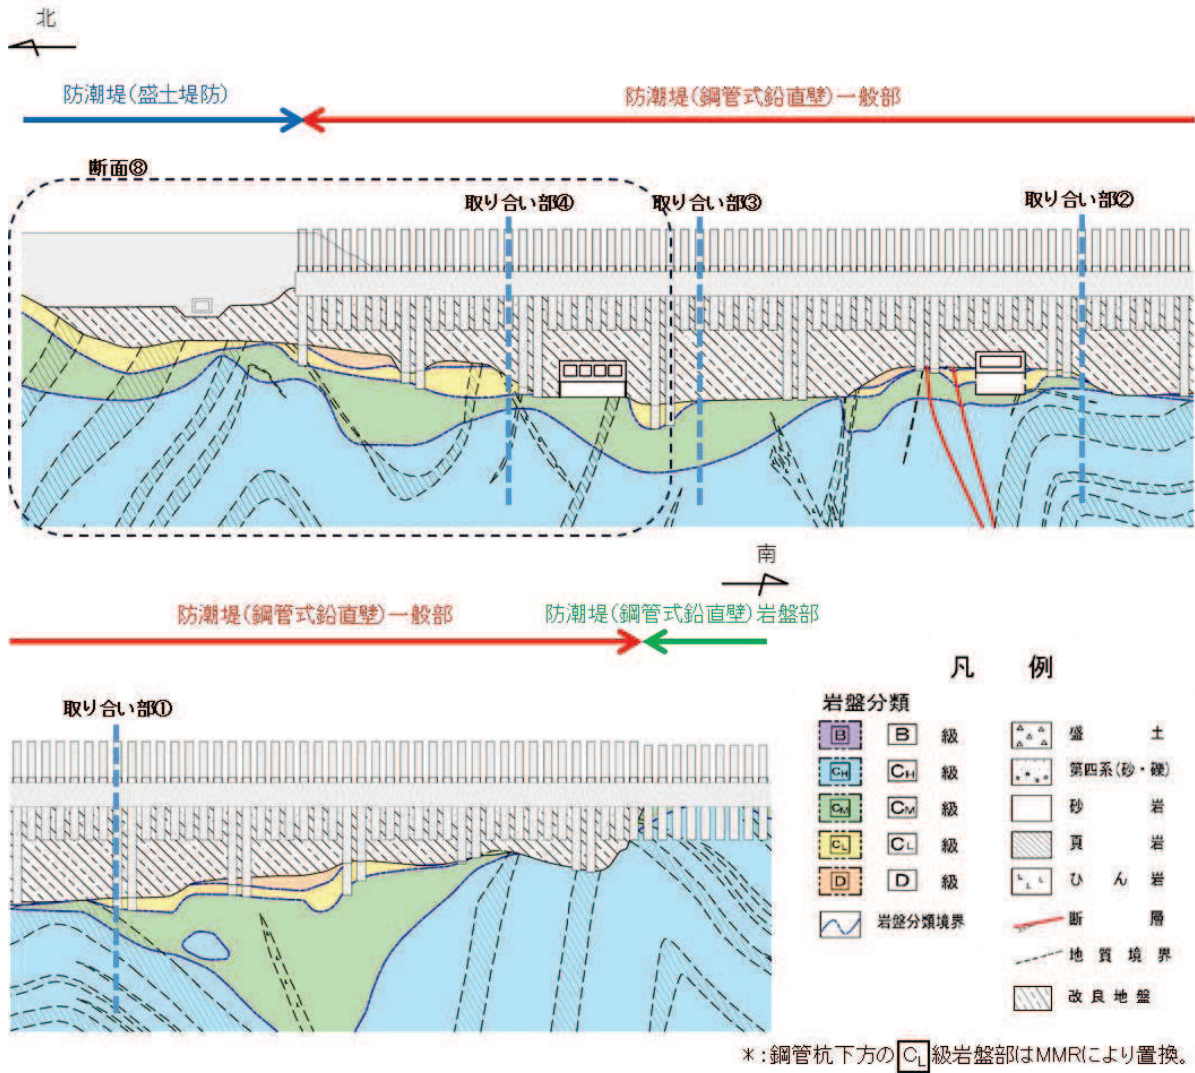 北
防潮堤(盛土堤防)
防潮堤(鋼管式鉛直壁)一般部
断面⑧
取り合い部④
取り合い部③
取り合い部②
南
防潮堤(鋼管式鉛直壁)一般部
防潮堤(鋼管式鉛直壁)岩盤部
取り合い部①
凡 例
岩盤分類
B B 級
CH CH 級
CM CM 級
CL CL 級
D D 級
岩盤分類境界
盛土
第四系(砂・礫)
砂岩
頁岩
ひん岩
断層
地質境界
改良地盤
*:鋼管杭下方のCL級岩盤部はMMRにより置換。